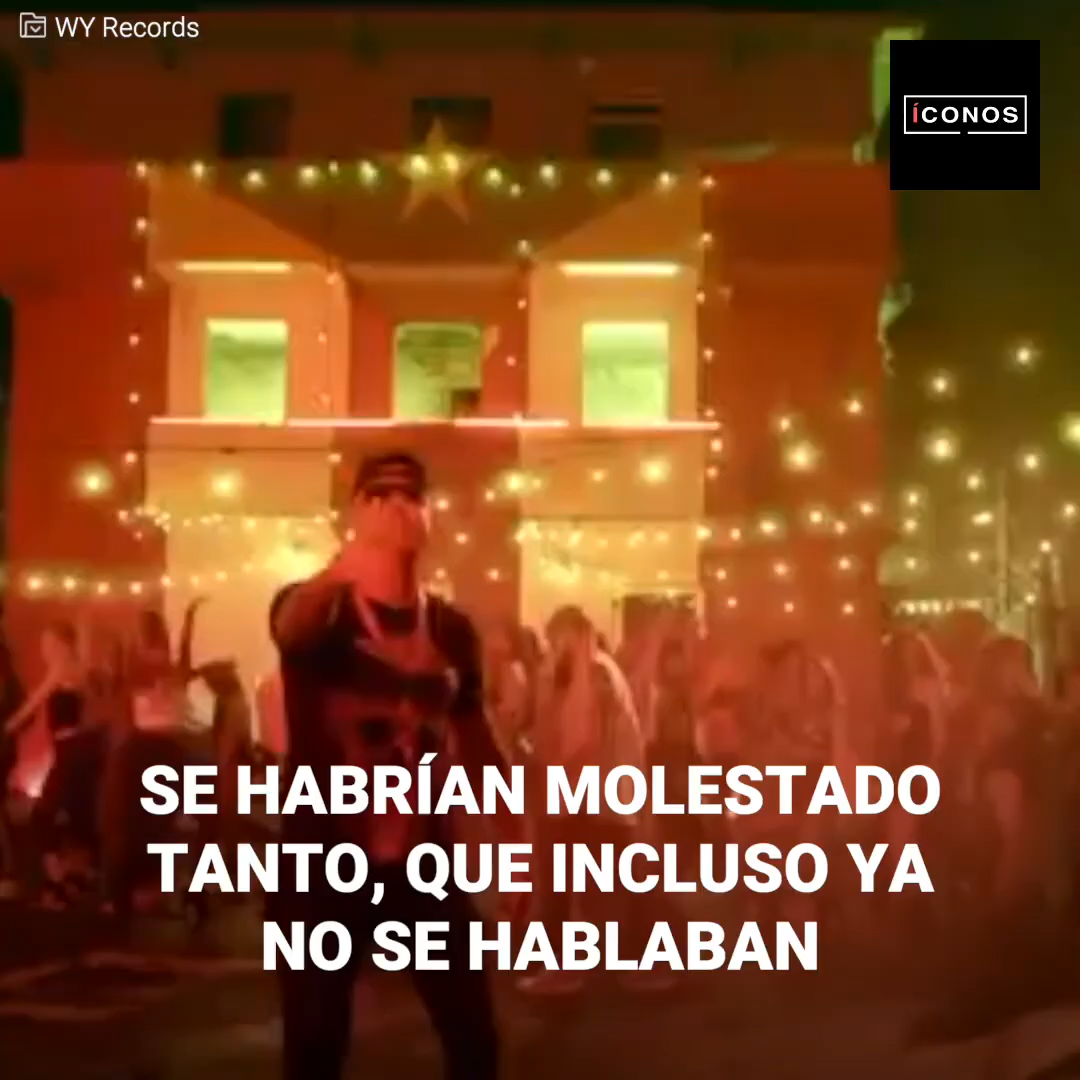 WY Records
íCONOS
SE HABRÍAN MOLESTADO
TANTO, QUE INCLUSO YA
NO SE HABLABAN